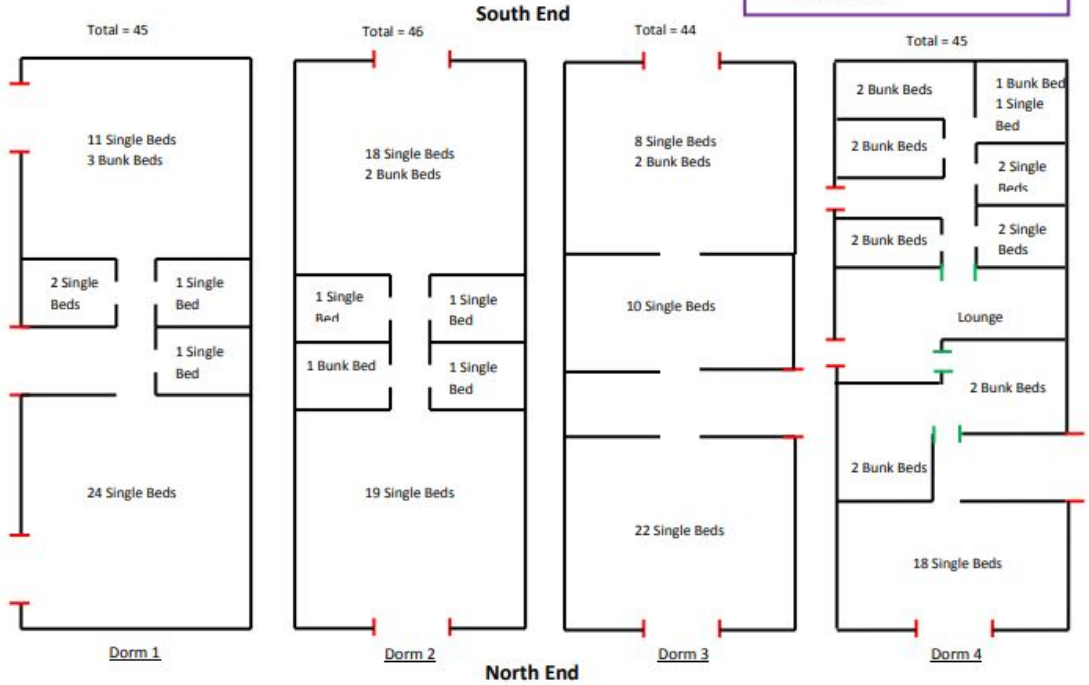 South End
Total = 45
11 Single Beds
3 Bunk Beds
2 Single
Beds
1 Single
Bed
1 Single
Bed
24 Single Beds
Dorm 1
Total = 46
18 Single Beds
2 Bunk Beds
1 Single
Bed
1 Single
Bed
1 Bunk Bed
1 Single
Bed
19 Single Beds
Dorm 2
Total = 44
8 Single Beds
2 Bunk Beds
10 Single Beds
22 Single Beds
Dorm 3
Total = 45
2 Bunk Beds
1 Bunk Bed
1 Single
Bed
2 Bunk Beds
2 Single
Beds
2 Bunk Beds
2 Single
Beds
Lounge
2 Bunk Beds
2 Bunk Beds
18 Single Beds
Dorm 4
North End